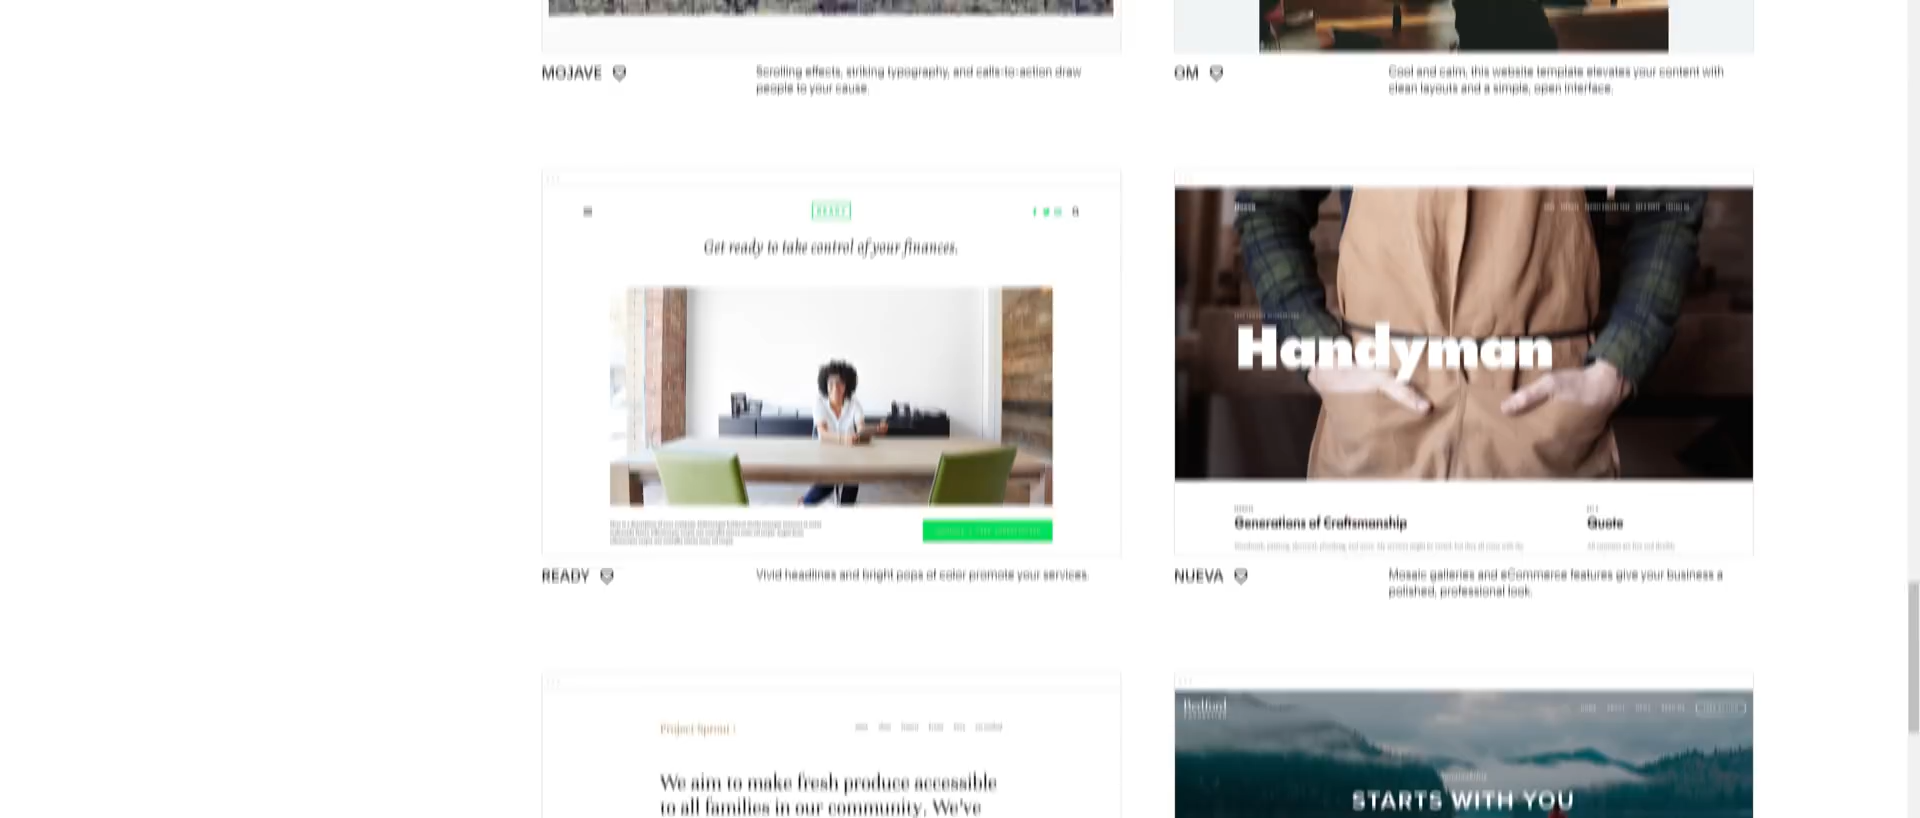 MOJAVE
Scrolling effects, striking typography, and calls-to-action draw
people to your cause.
OM
Cool and calm, this website template elevates your content with
clean layouts and a simple, open interface.
READY
Get ready to take control of your finances.
READY
Vivid headlines and bright pops of color promote your services.
Handyman
Generations of Craftsmanship
Quote
NUEVA
Mosaic galleries and eCommerce features give your business a
polished, professional look.
Project Sprout
We aim to make fresh produce accessible
to all families in our community. We've
Bedford
STARTS WITH YOU